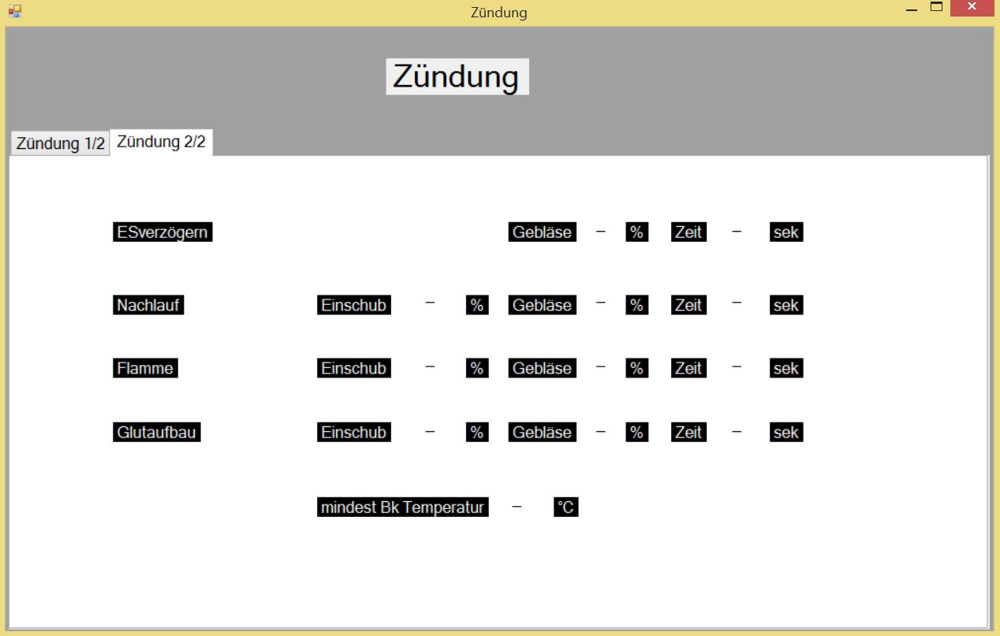 Zündung
Zündung
Zündung 1/2 Zündung 2/2
ESverzögern Gebläse – % Zeit – sek
Nachlauf Einschub – % Gebläse – % Zeit – sek
Flamme Einschub – % Gebläse – % Zeit – sek
Glutaufbau Einschub – % Gebläse – % Zeit – sek
mindest Bk Temperatur – °C